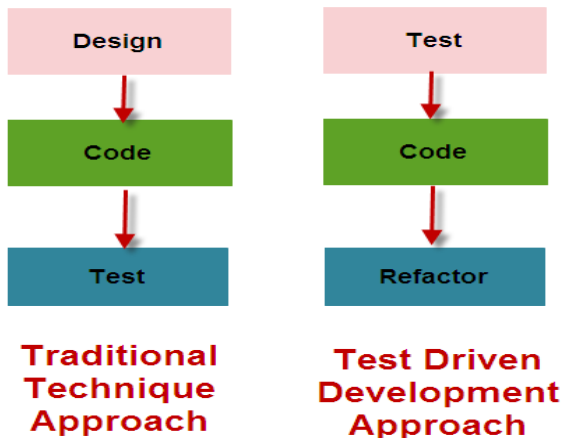 Design
Code
Test
Traditional
Technique
Approach
Test
Code
Refactor
Test Driven
Development
Approach